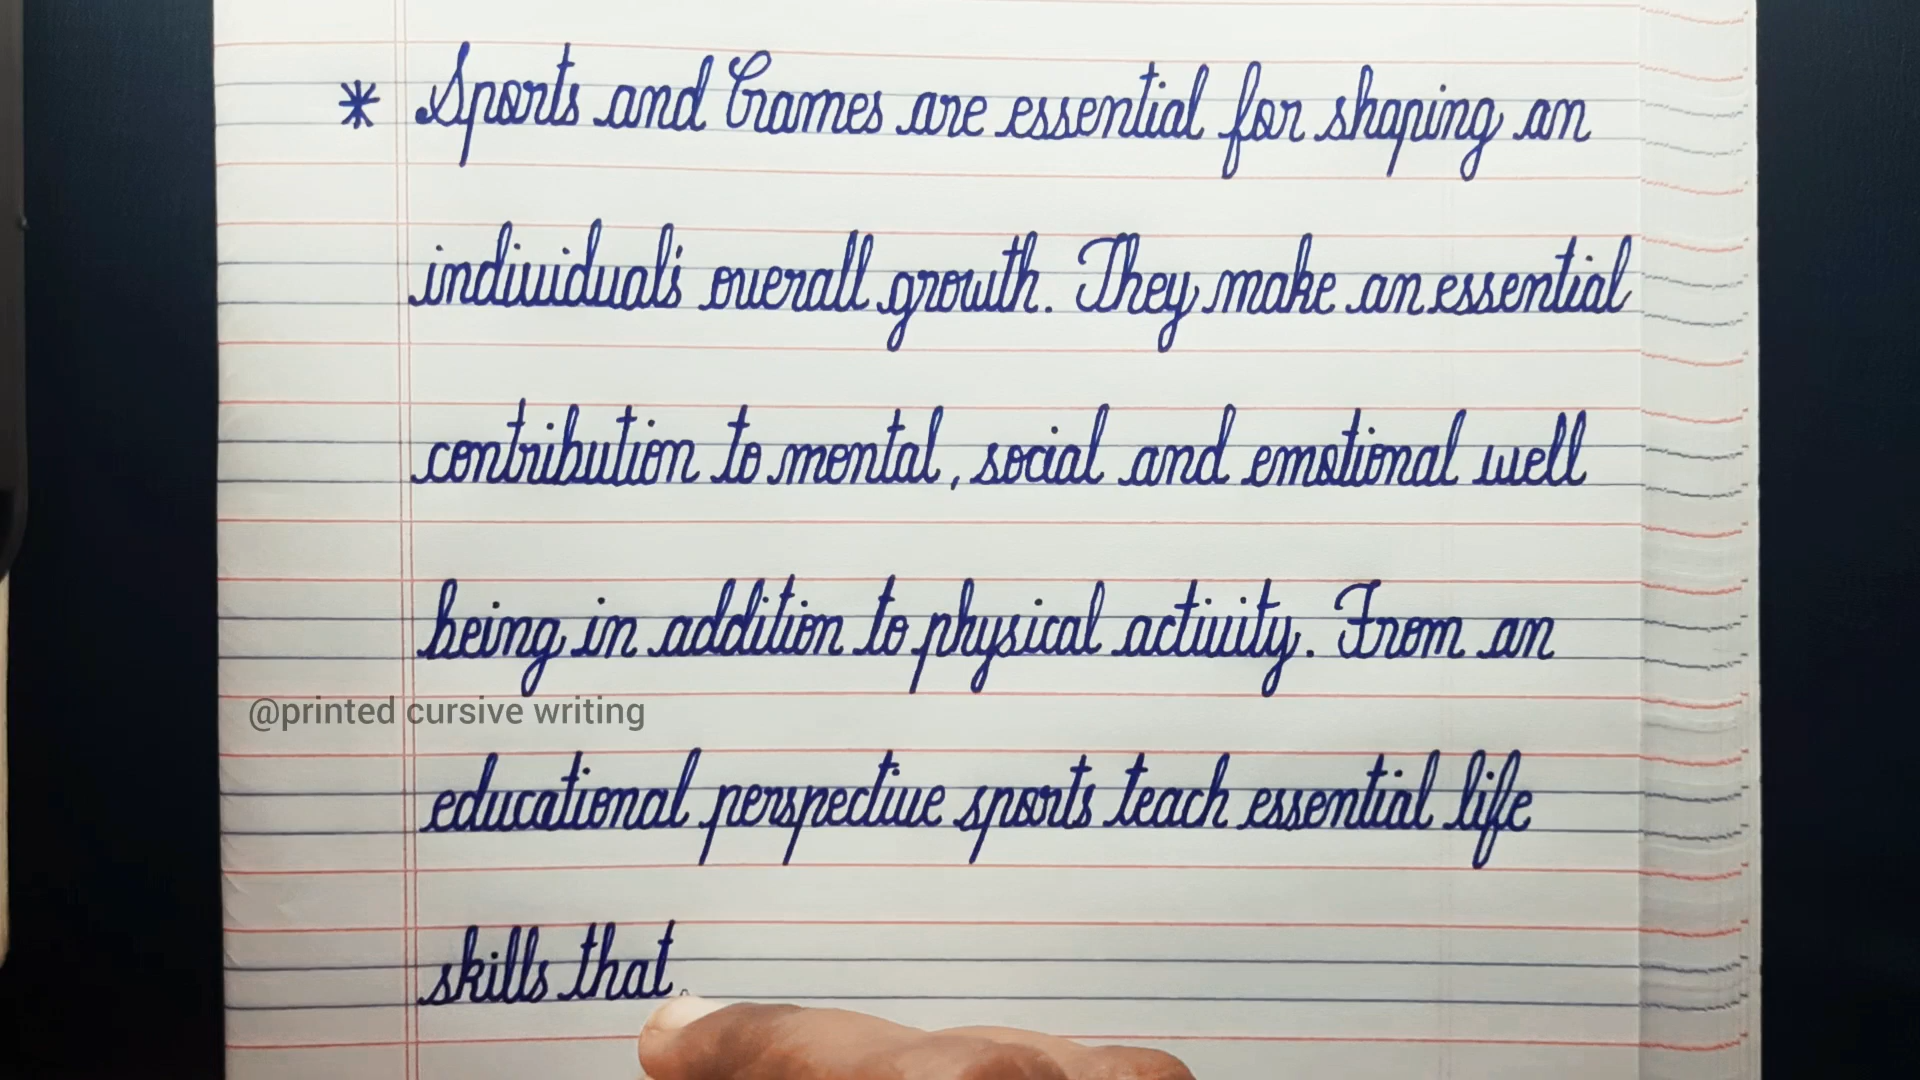 * Sports and Games are essential for shaping an
individual's overall growth. They make an essential
contribution to mental, social and emotional well
being in addition to physical activity. From an
@printed cursive writing
educational perspective sports teach essential life
skills that